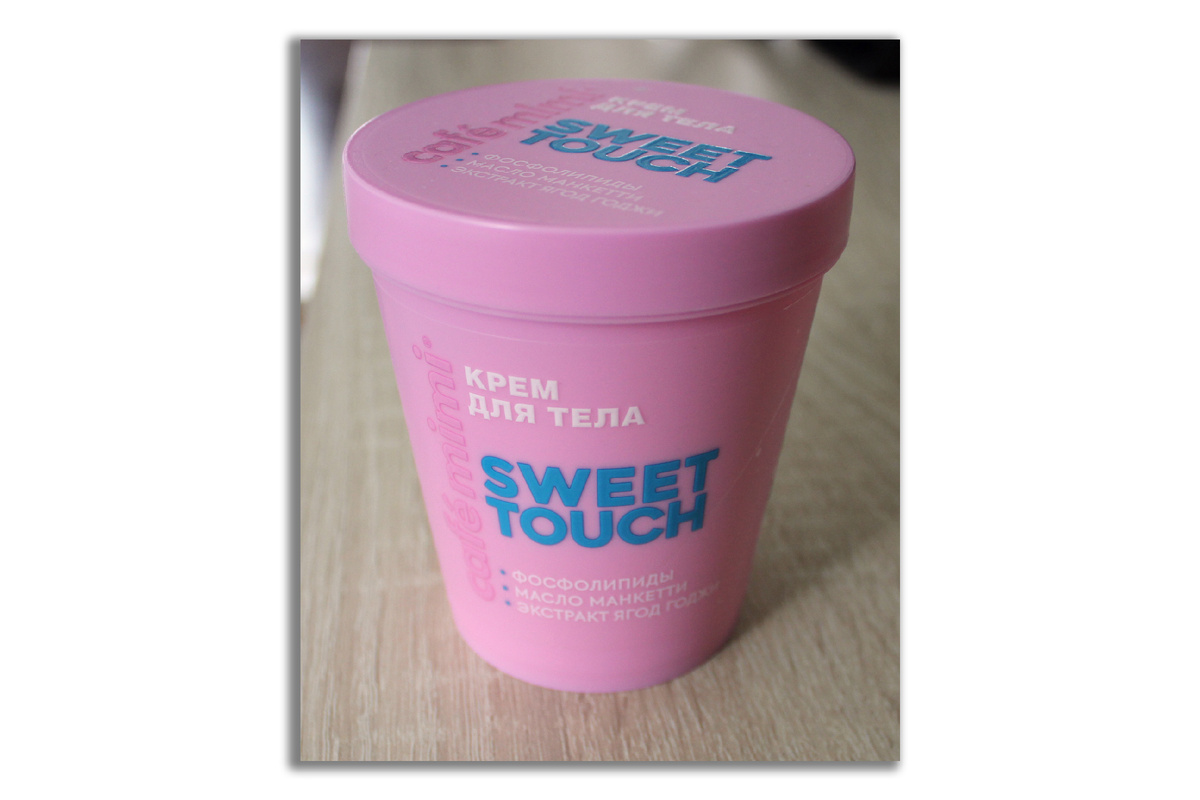 café mimi
КРЕМ
ДЛЯ ТЕЛА
SWEET
TOUCH
• ФОСФОЛИПИДЫ
• МАСЛО МАНКЕТТИ
• ЭКСТРАКТ ЯГОД ГОДЖИ
café mimi®
КРЕМ
ДЛЯ ТЕЛА
SWEET
TOUCH
• ФОСФОЛИПИДЫ
• МАСЛО МАНКЕТТИ
• ЭКСТРАКТ ЯГОД ГОДЖИ